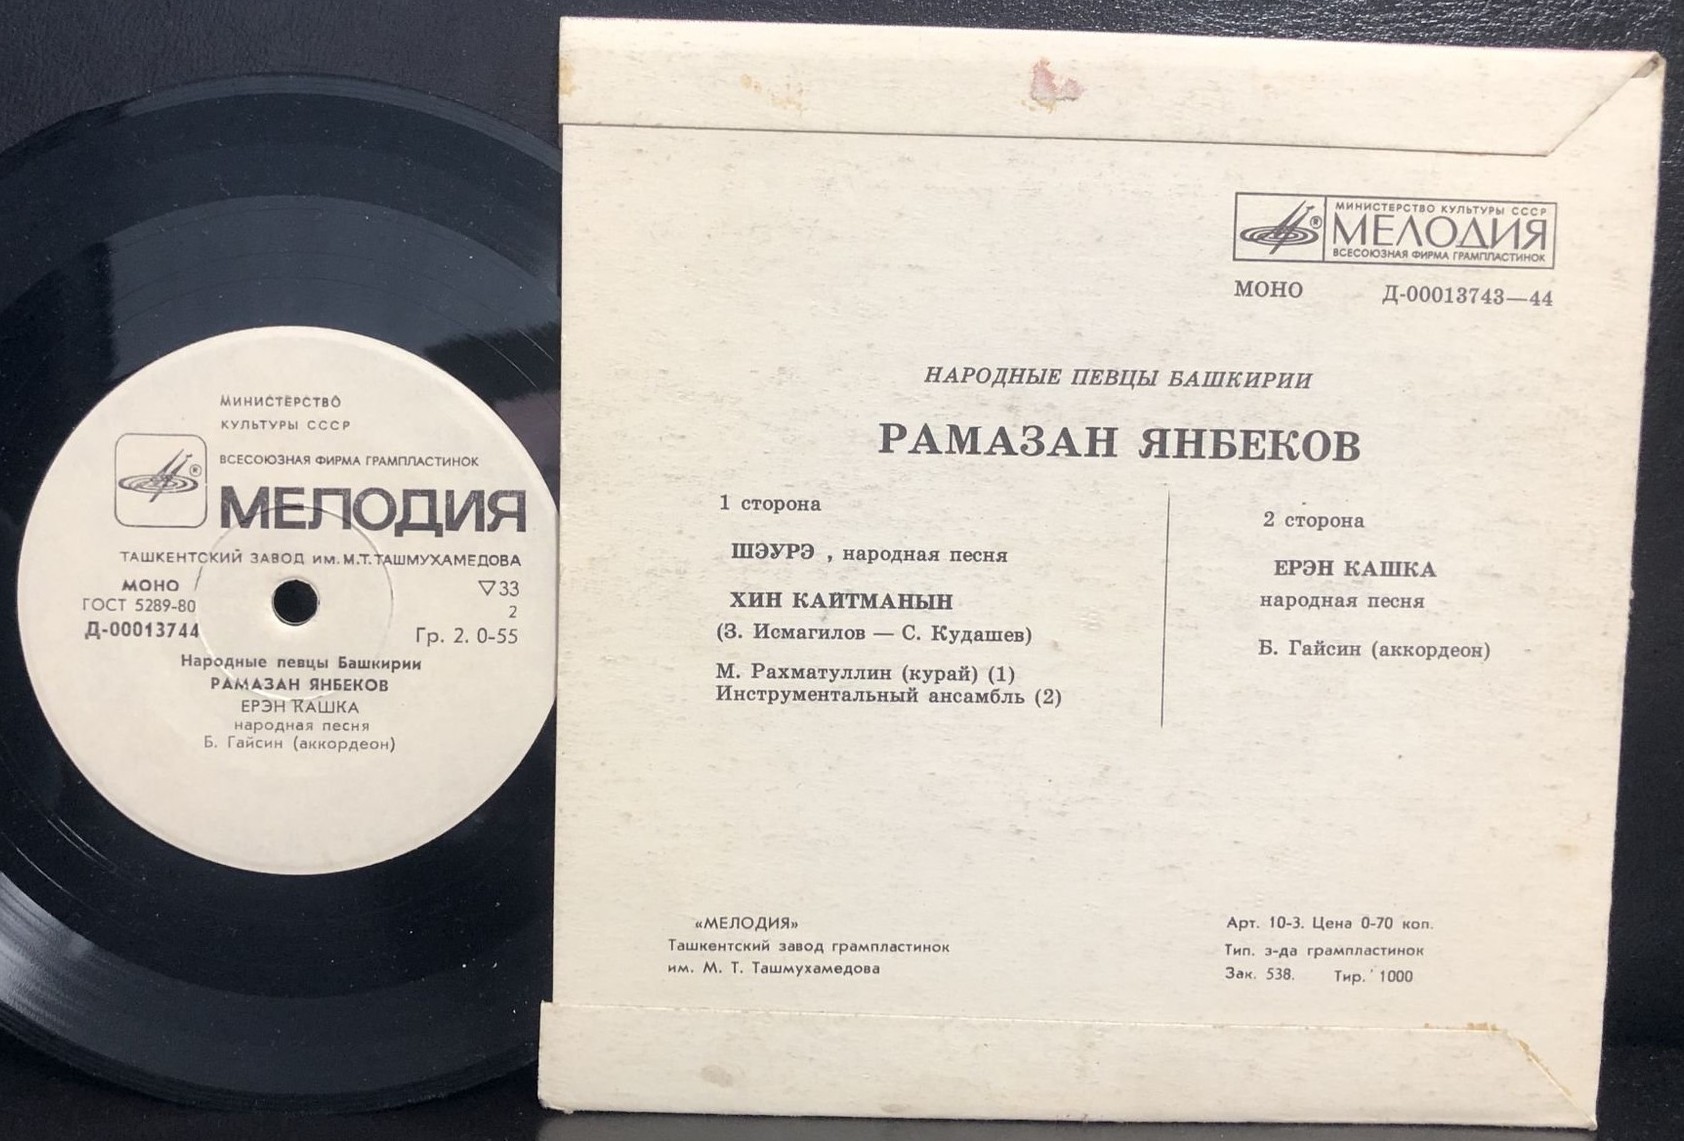 МИНИСТЕРСТВО
КУЛЬТУРЫ СССР
ВСЕСОЮЗНАЯ ФИРМА ГРАМПЛАСТИНОК
®
МЕЛОДИЯ
ТАШКЕНТСКИЙ ЗАВОД им. М.Т. ТАШМУХАМЕДОВА
МОНО
▽33
ГОСТ 5289-80
2
Д-00013744
Гр. 2. 0-55
Народные певцы Башкирии
РАМАЗАН ЯНБЕКОВ
ЕРЭН КАШКА
народная песня
Б. Гайсин (аккордеон)
МИНИСТЕРСТВО КУЛЬТУРЫ СССР
® МЕЛОДИЯ
ВСЕСОЮЗНАЯ ФИРМА ГРАМПЛАСТИНОК
МОНО Д-00013743—44
НАРОДНЫЕ ПЕВЦЫ БАШКИРИИ
РАМАЗАН ЯНБЕКОВ
1 сторона
ШЭУРЭ , народная песня
ХИН КАЙТМАНЫН
(З. Исмагилов — С. Кудашев)
М. Рахматуллин (курай) (1)
Инструментальный ансамбль (2)
2 сторона
ЕРЭН КАШКА
народная песня
Б. Гайсин (аккордеон)
«МЕЛОДИЯ»
Ташкентский завод грампластинок
им. М. Т. Ташмухамедова
Арт. 10-3. Цена 0-70 коп.
Тип. з-да грампластинок
Зак. 538. Тир. 1000